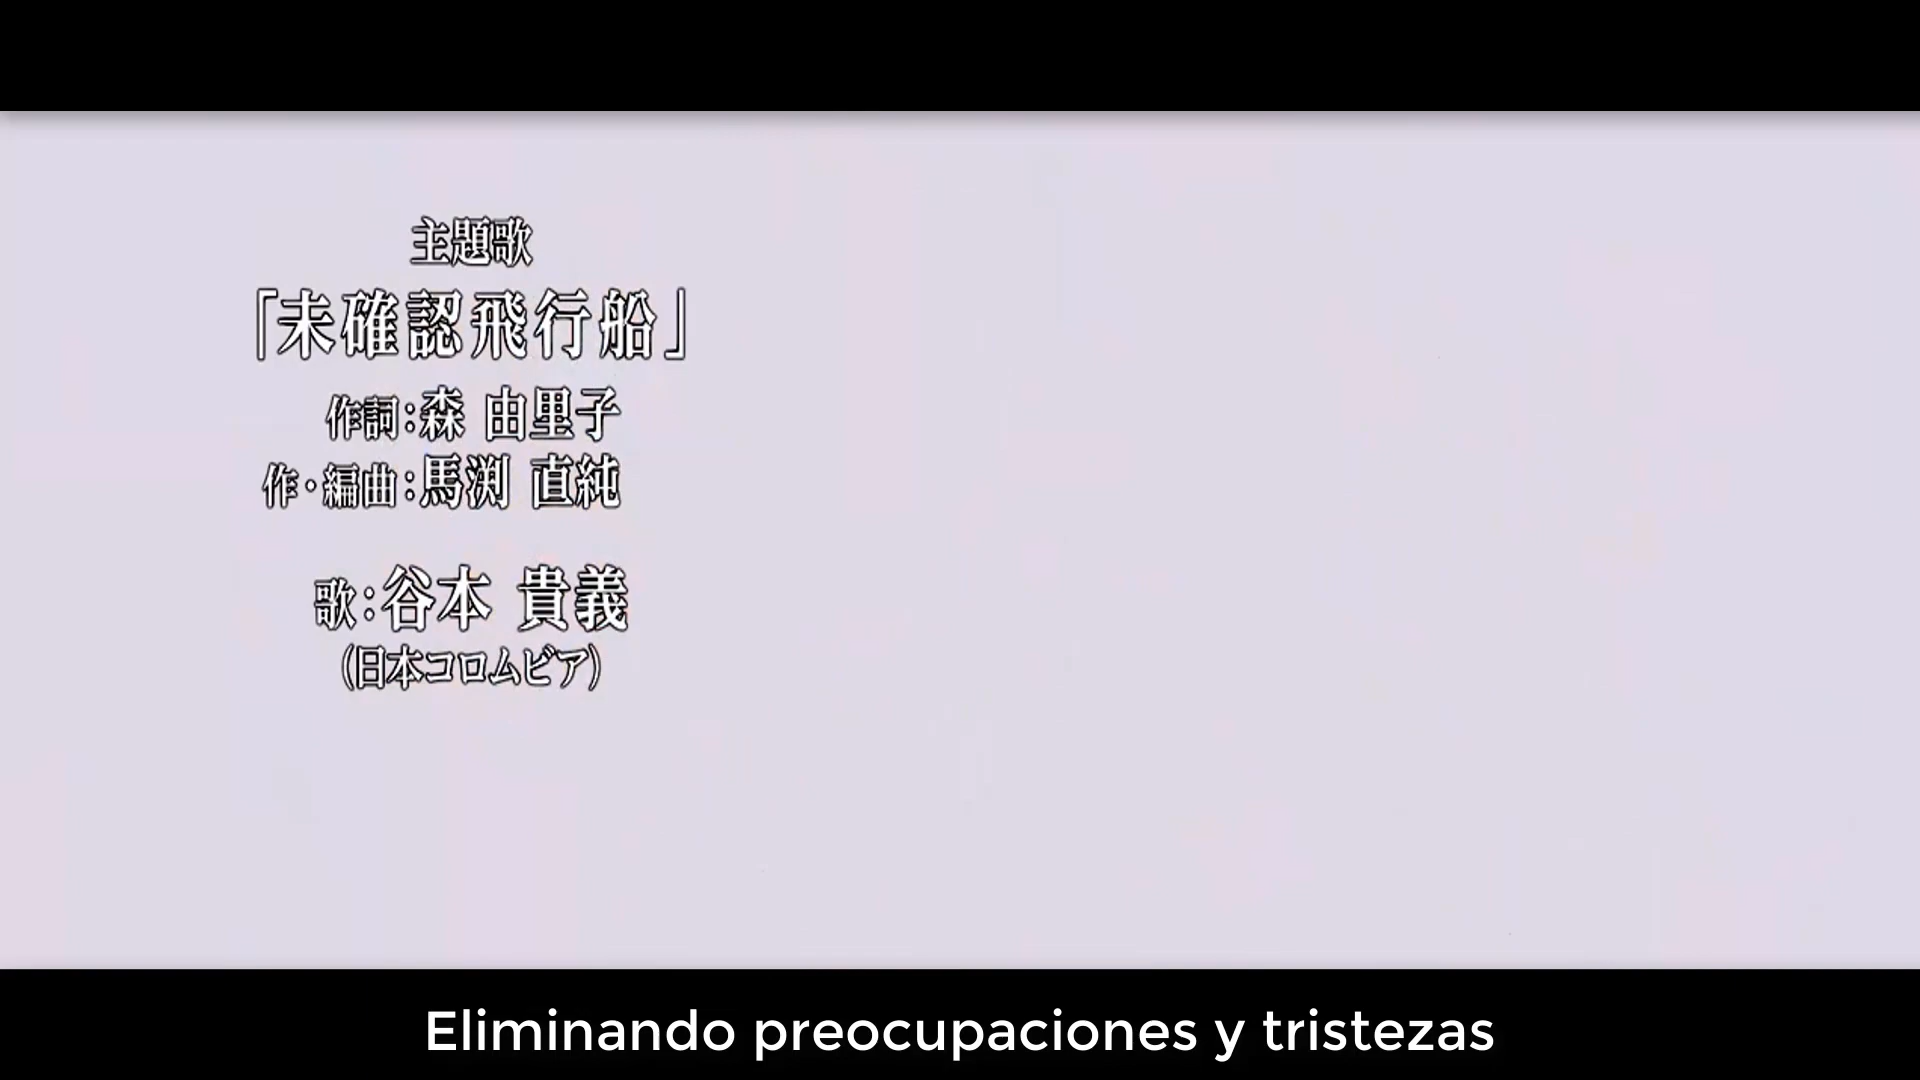 主題歌
「未確認飛行船」
作詞:森 由里子
作・編曲:馬渕 直純
歌:谷本 貴義
(日本コロムビア)
Eliminando preocupaciones y tristezas